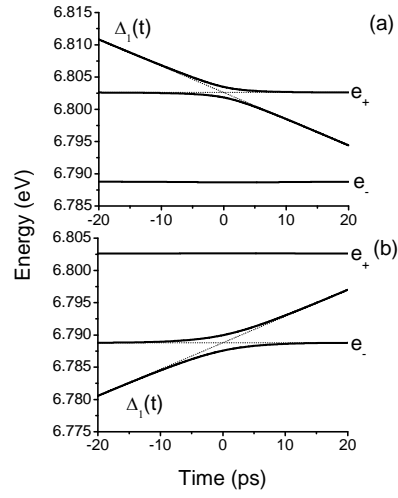 Δ₁(t)
(a)
6.815
6.810
6.805
6.800
6.795
6.790
6.785
e₊
e₋
-20 -10 0 10 20
Energy (eV)
6.805
6.800
6.795
6.790
6.785
6.780
6.775
(b)
e₊
e₋
Δ₁(t)
-20 -10 0 10 20
Time (ps)